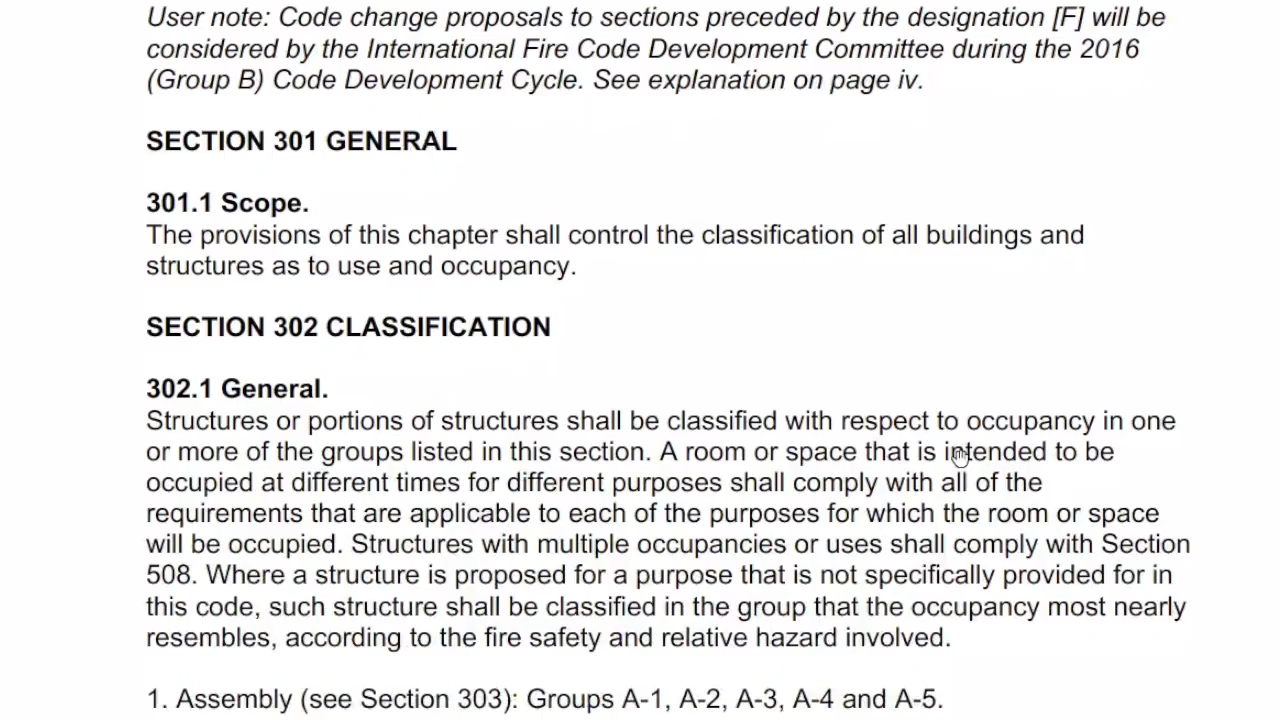 User note: Code change proposals to sections preceded by the designation [F] will be
considered by the International Fire Code Development Committee during the 2016
(Group B) Code Development Cycle. See explanation on page iv.
SECTION 301 GENERAL
301.1 Scope.
The provisions of this chapter shall control the classification of all buildings and
structures as to use and occupancy.
SECTION 302 CLASSIFICATION
302.1 General.
Structures or portions of structures shall be classified with respect to occupancy in one
or more of the groups listed in this section. A room or space that is intended to be
occupied at different times for different purposes shall comply with all of the
requirements that are applicable to each of the purposes for which the room or space
will be occupied. Structures with multiple occupancies or uses shall comply with Section
508. Where a structure is proposed for a purpose that is not specifically provided for in
this code, such structure shall be classified in the group that the occupancy most nearly
resembles, according to the fire safety and relative hazard involved.
1. Assembly (see Section 303): Groups A-1, A-2, A-3, A-4 and A-5.